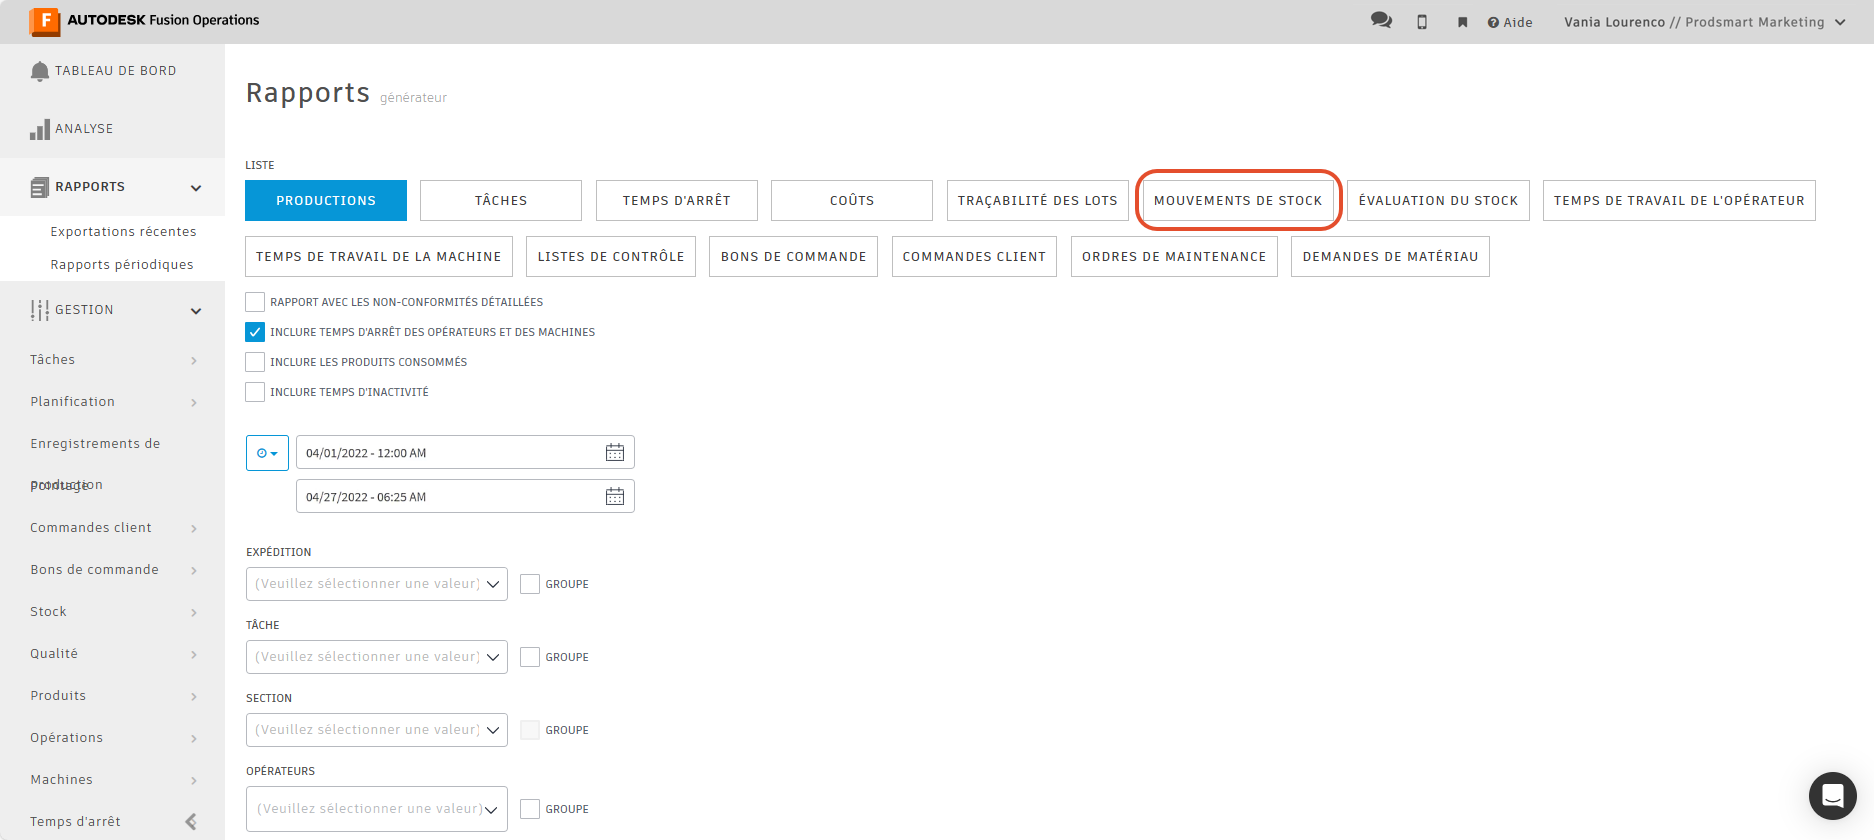 AUTODESK Fusion Operations
Aide
Vania Lourenco // Prodsmart Marketing
TABLEAU DE BORD
ANALYSE
RAPPORTS
Exportations récentes
Rapports périodiques
GESTION
Tâches
Planification
Enregistrements de
production
Pointage
Commandes client
Bons de commande
Stock
Qualité
Produits
Opérations
Machines
Temps d'arrêt
Rapports générateur
LISTE
PRODUCTIONS
TÂCHES
TEMPS D'ARRÊT
COÛTS
TRAÇABILITÉ DES LOTS
MOUVEMENTS DE STOCK
ÉVALUATION DU STOCK
TEMPS DE TRAVAIL DE L'OPÉRATEUR
TEMPS DE TRAVAIL DE LA MACHINE
LISTES DE CONTRÔLE
BONS DE COMMANDE
COMMANDES CLIENT
ORDRES DE MAINTENANCE
DEMANDES DE MATÉRIAU
RAPPORT AVEC LES NON-CONFORMITÉS DÉTAILLÉES
INCLURE TEMPS D'ARRÊT DES OPÉRATEURS ET DES MACHINES
INCLURE LES PRODUITS CONSOMMÉS
INCLURE TEMPS D'INACTIVITÉ
04/01/2022 - 12:00 AM
04/27/2022 - 06:25 AM
EXPÉDITION
(Veuillez sélectionner une valeur)
GROUPE
TÂCHE
(Veuillez sélectionner une valeur)
GROUPE
SECTION
(Veuillez sélectionner une valeur)
GROUPE
OPÉRATEURS
(Veuillez sélectionner une valeur)
GROUPE